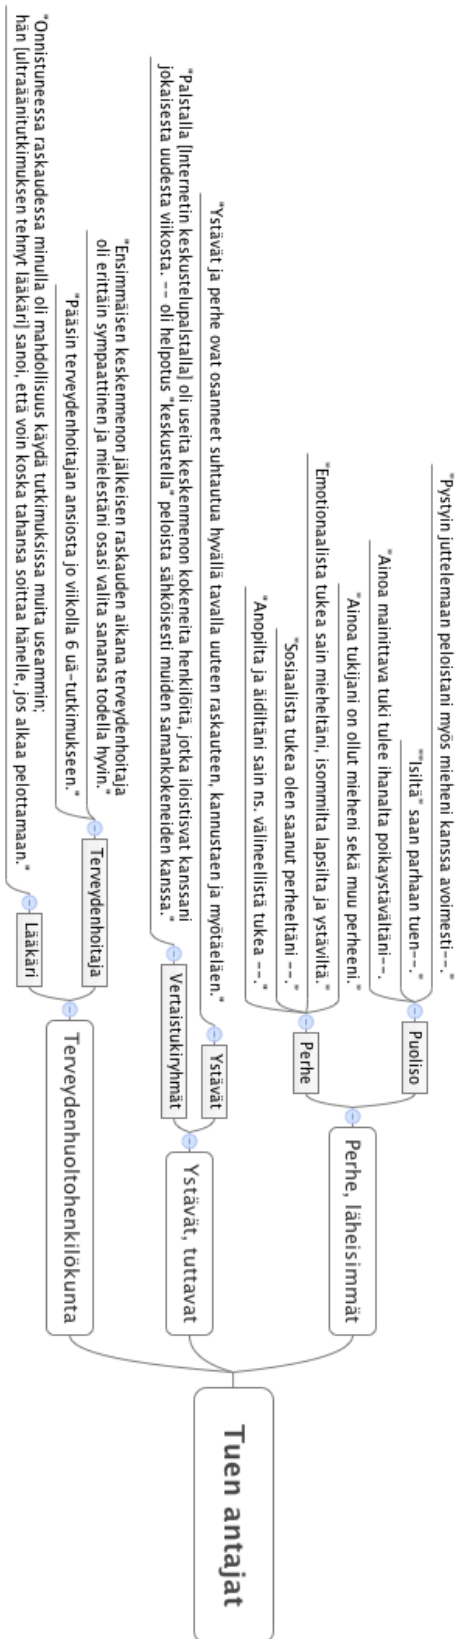 "Pystyin juttelemaan peloistani myös mieheni kanssa avoimesti--."
""Isiltä" saan parhaan tuen--."
"Ainoa mainittava tuki tulee ihanalta poikaystävältäni--.
Puoliso
"Ainoa tukijani on ollut mieheni sekä muu perheeni."
"Emotionaalista tukea sain mieheltäni, isommilta lapsilta ja ystäviltä."
"Sosiaalista tukea olen saanut perheeltäni --."
"Anopilta ja äidiltäni sain ns. välineellistä tukea --."
Perhe
Perhe, läheisimmät
"Ystävät ja perhe ovat osanneet suhtautua hyvällä tavalla uuteen raskauteen, kannustaen ja myötäeläen."
Ystävät
"Palstalla [Internetin keskustelupalstalla] oli useita keskenmenon kokeneita henkilöitä, jotka iloistisvat kanssani
jokaisesta uudesta viikosta. -- oli helpotus "keskustella" peloista sähköisesti muiden samankokeneiden kanssa."
Vertaistukiryhmät
Ystävät, tuttavat
"Ensimmäisen keskenmenon jälkeisen raskauden aikana terveydenhoitaja
oli erittäin sympaattinen ja mielestäni osasi valita sanansa todella hyvin."
"Pääsin terveydenhoitajan ansiosta jo viikolla 6 uä-tutkimukseen."
Terveydenhoitaja
"Onnistuneessa raskaudessa minulla oli mahdollisuus käydä tutkimuksissa muita useammin;
hän [ultraäänitutkimuksen tehnyt lääkäri] sanoi, että voin koska tahansa soittaa hänelle, jos alkaa pelottamaan."
Lääkäri
Terveydenhuoltohenkilökunta
Tuen antajat